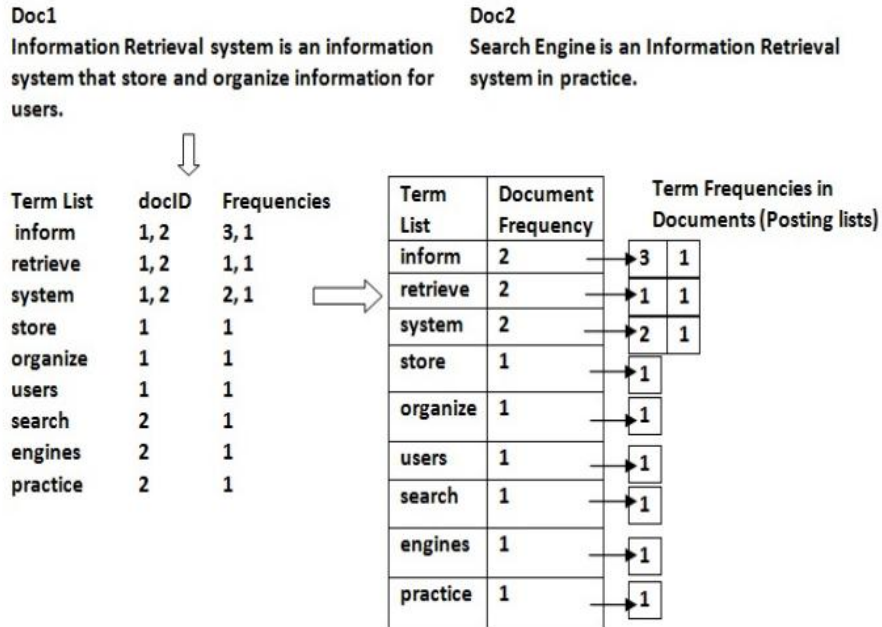 Doc1
Information Retrieval system is an information
system that store and organize information for
users.
Doc2
Search Engine is an Information Retrieval
system in practice.
Term List docID Frequencies
inform 1, 2 3, 1
retrieve 1, 2 1, 1
system 1, 2 2, 1
store 1 1
organize 1 1
users 1 1
search 2 1
engines 2 1
practice 2 1
Term List Document Frequency
inform 2
retrieve 2
system 2
store 1
organize 1
users 1
search 1
engines 1
practice 1
Term Frequencies in
Documents (Posting lists)
3 1
1 1
2 1
1
1
1
1
1
1